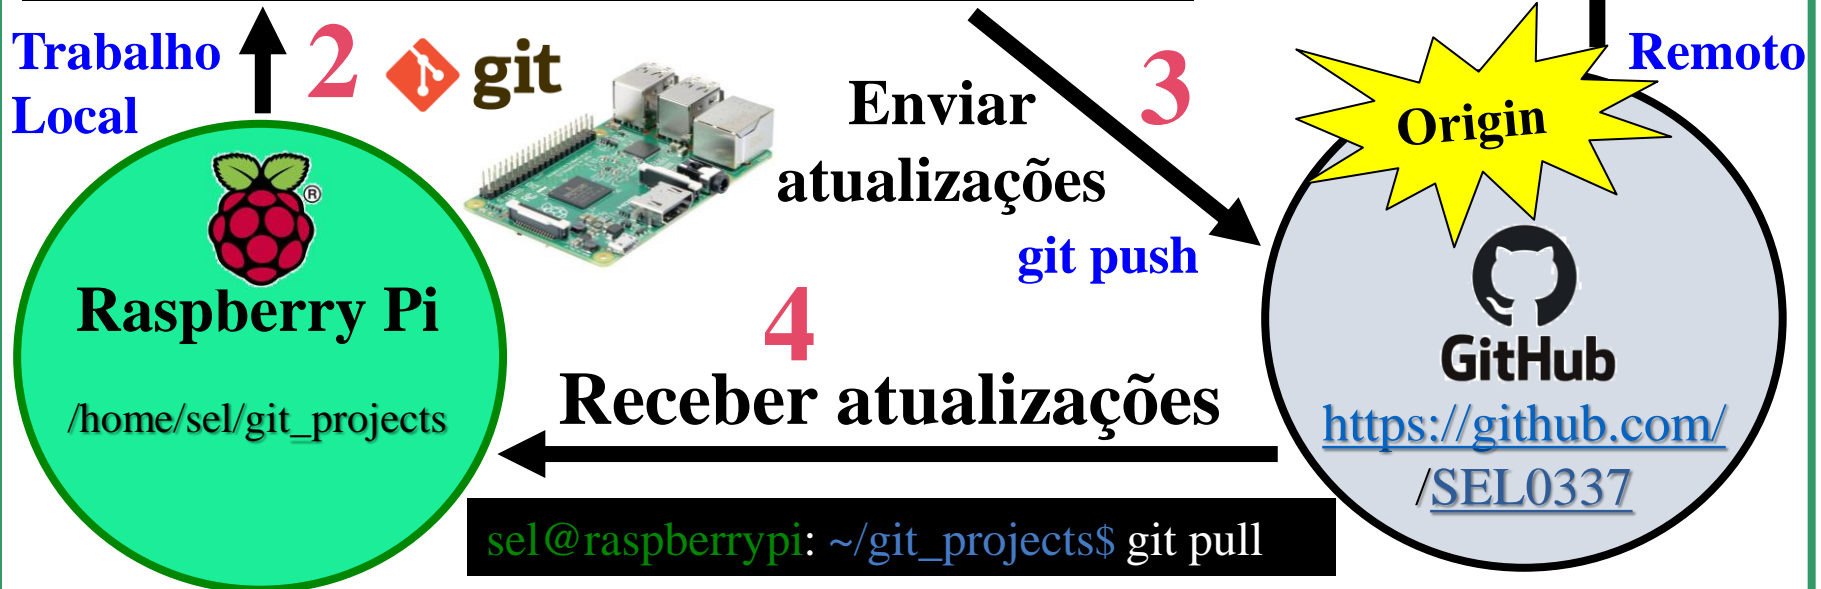 Trabalho
Local
2
git
Enviar
atualizações
3
git push
Origin
Remoto
®
Raspberry Pi
/home/sel/git_projects
4
Receber atualizações
GitHub
https://github.com/
/SEL0337
sel@raspberrypi: ~/git_projects$ git pull